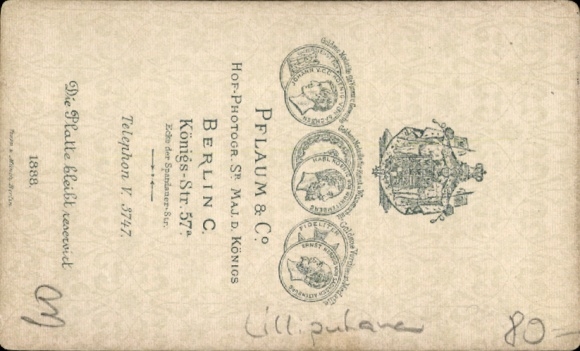 PFLAUM & Cº
HOF-PHOTOGR. SR. MAJ. D. KÖNIGS
BERLIN C.
Königs-Str. 57ª
Ecke der Spandauer-Str.
Telephon V. 3747.
Die Platte bleibt reservirt
1888.
FIDELITER
Lilliputaner
80-